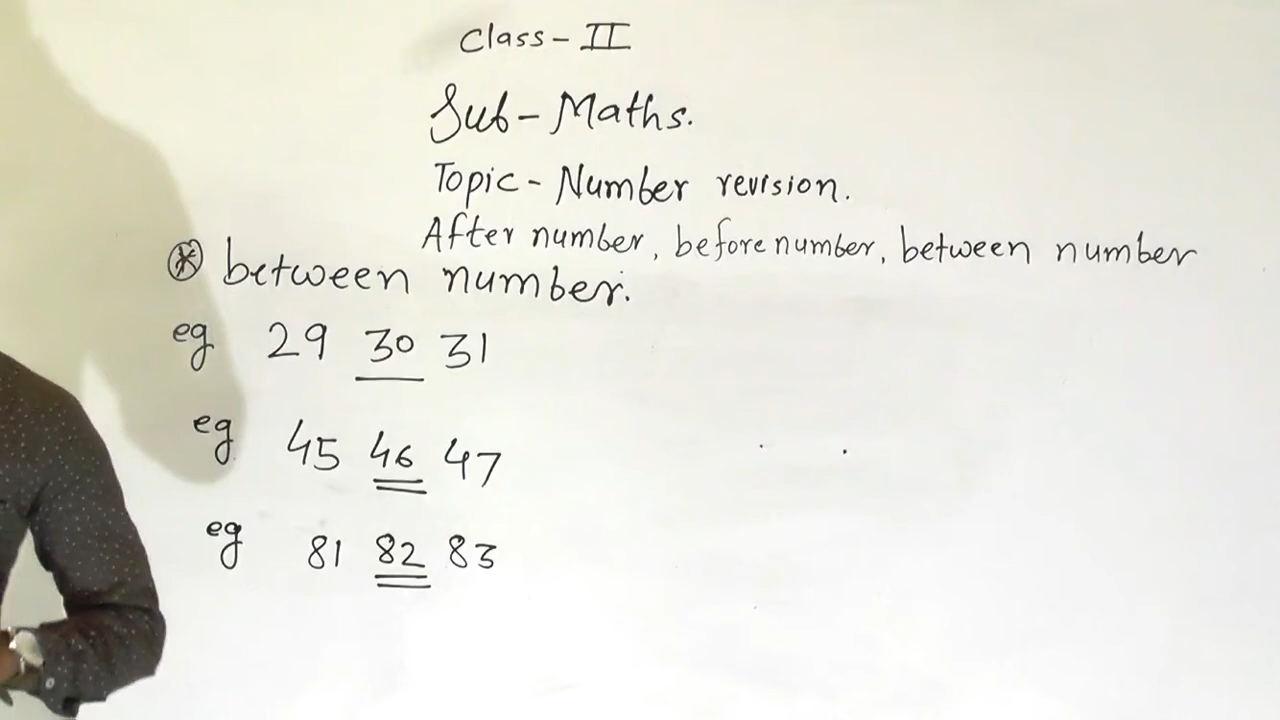 Class - II
Sub - Maths.
Topic - Number revision.
After number, before number, between number
* between number.
eg 29 30 31
eg 45 46 47
eg 81 82 83